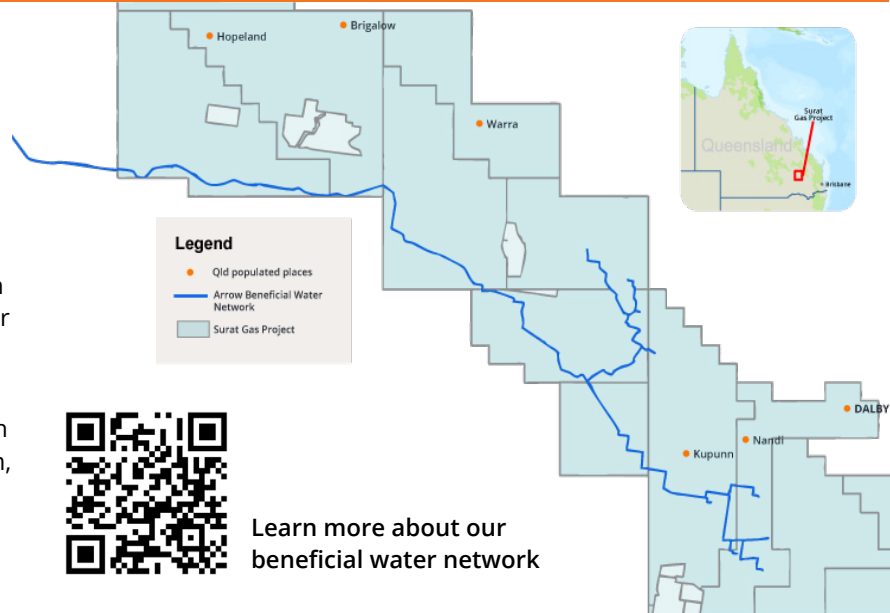 Hopeland
Brigalow
Warra
Surat
Gas Project
Queensland
Brisbane
Legend
Qld populated places
Arrow Beneficial Water
Network
Surat Gas Project
DALBY
Nandi
Kupunn
Learn more about our
beneficial water network